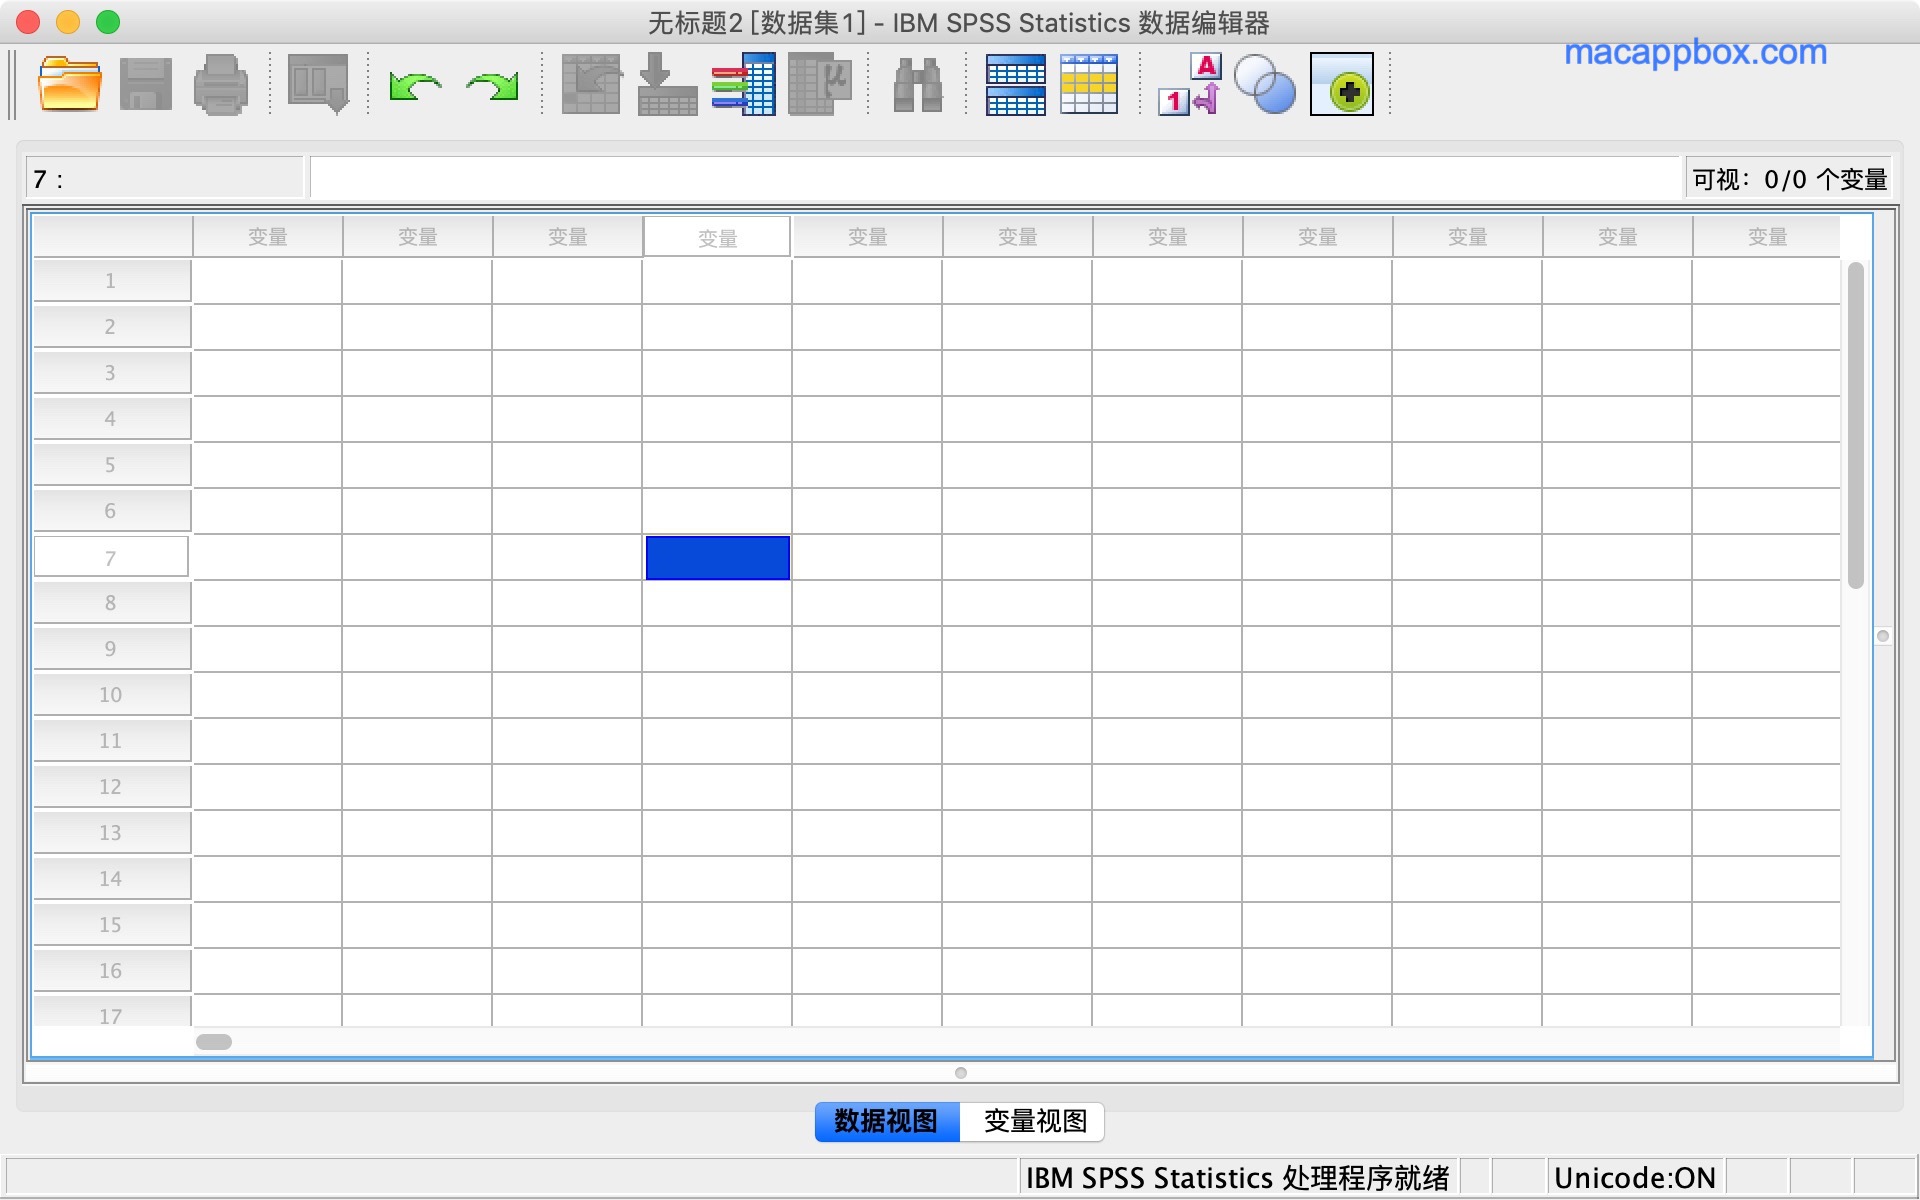 无标题2 [数据集1] - IBM SPSS Statistics 数据编辑器
macappbox.com
A
1
μ
7 :
可视: 0/0 个变量
变量 变量 变量 变量 变量 变量 变量 变量 变量 变量 变量
1
2
3
4
5
6
7
8
9
10
11
12
13
14
15
16
17
数据视图 变量视图
IBM SPSS Statistics 处理程序就绪 Unicode:ON